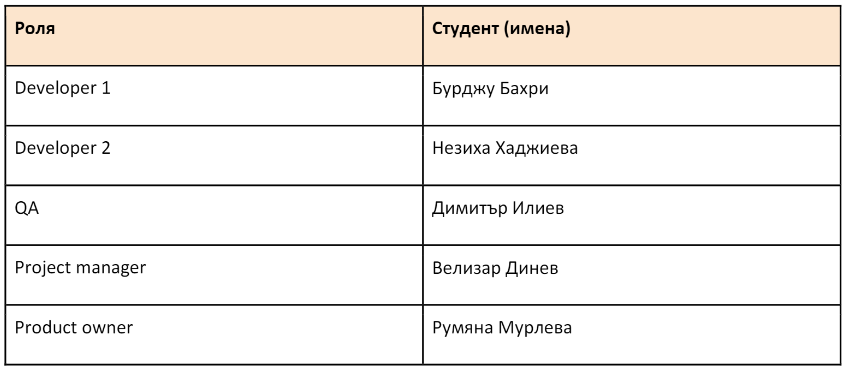 Роля Студент (имена)
Developer 1 Бурджу Бахри
Developer 2 Незиха Хаджиева
QA Димитър Илиев
Project manager Велизар Динев
Product owner Румяна Мурлева